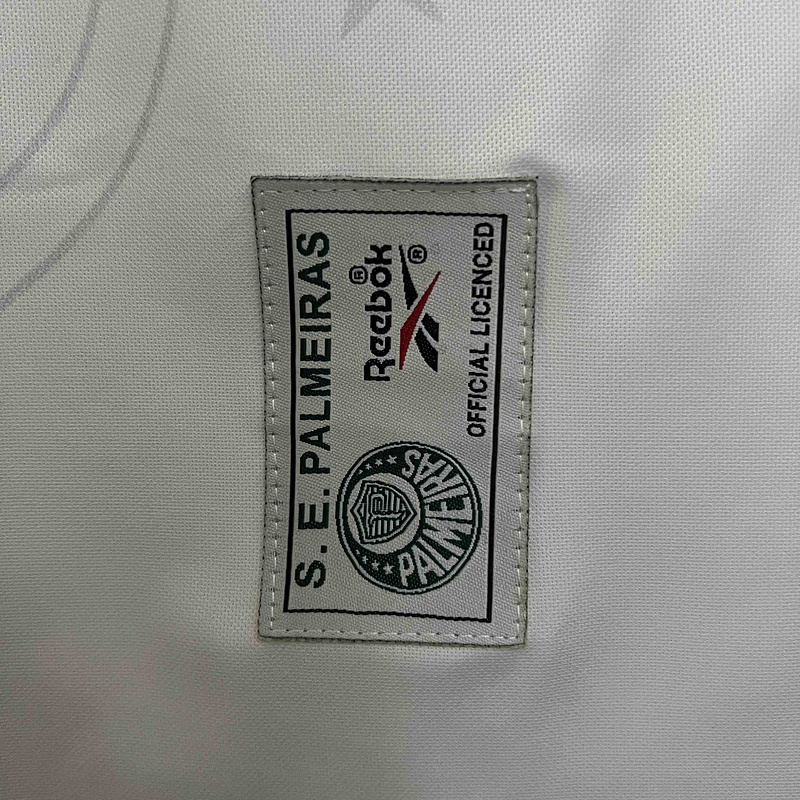 S. E. PALMEIRAS
Reebok®
®
OFFICIAL LICENCED
PALMEIRAS